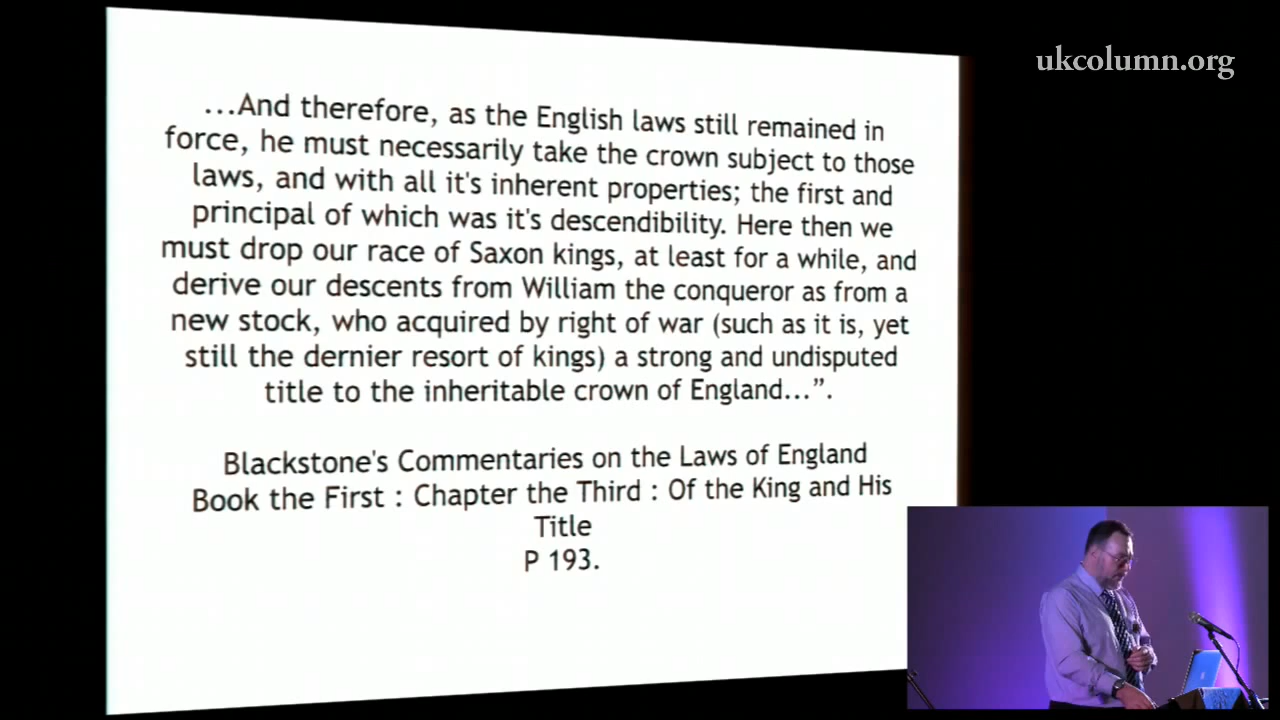 ukcolumn.org
...And therefore, as the English laws still remained in
force, he must necessarily take the crown subject to those
laws, and with all it's inherent properties; the first and
principal of which was it's descendibility. Here then we
must drop our race of Saxon kings, at least for a while, and
derive our descents from William the conqueror as from a
new stock, who acquired by right of war (such as it is, yet
still the dernier resort of kings) a strong and undisputed
title to the inheritable crown of England...”.
Blackstone's Commentaries on the Laws of England
Book the First : Chapter the Third : Of the King and His
Title
P 193.